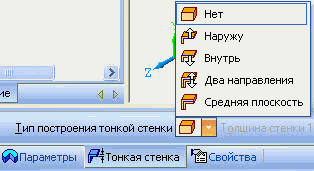 Нет
Наружу
Внутрь
Z
Два направления
Средняя плоскость
ие
Тип построения тонкой стенки
Толщина стенки 1
Параметры
Тонкая стенка
Свойства